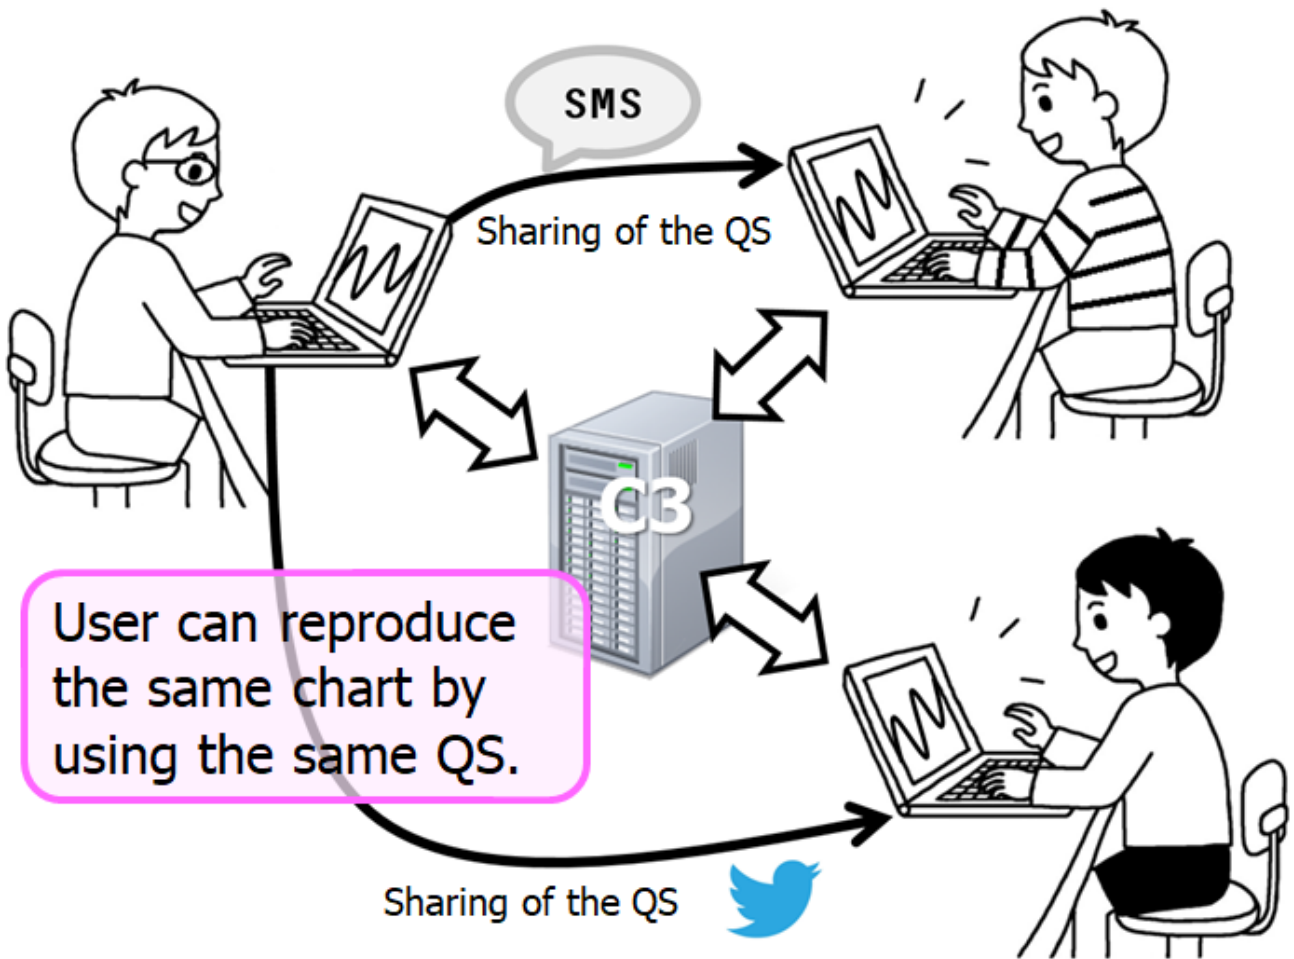 SMS
Sharing of the QS
C3
User can reproduce
the same chart by
using the same QS.
Sharing of the QS